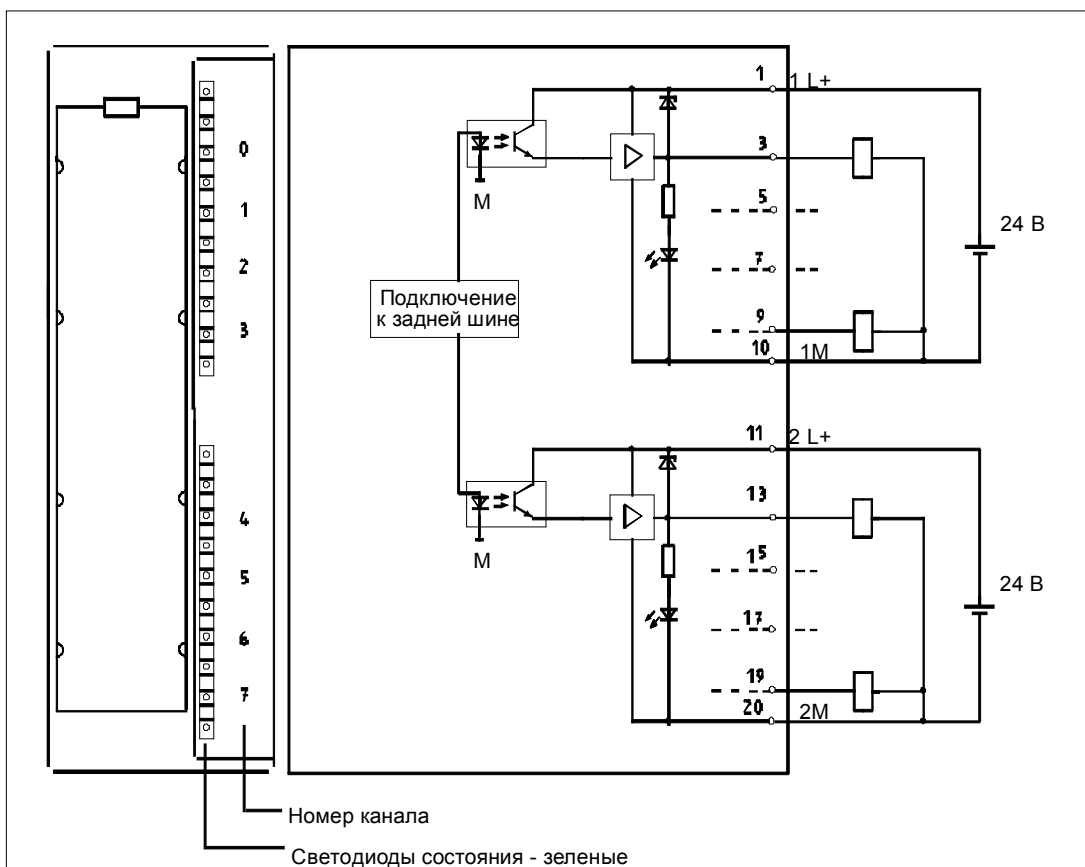 0
1
2
3
4
5
6
7
1 1 L+
3
5
7
9
10 1M
24 В
M
Подключение
к задней шине
11 2 L+
13
15
17
19
20 2M
24 В
M
Номер канала
Светодиоды состояния - зеленые